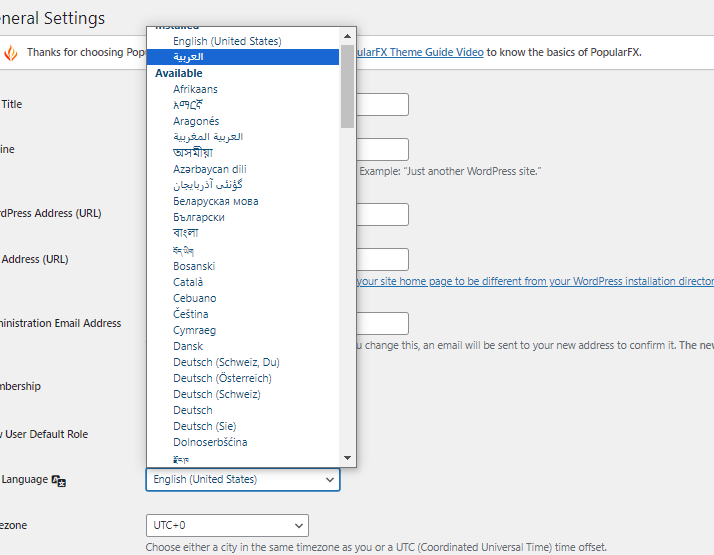 eneral Settings
Thanks for choosing Pop
ularFX Theme Guide Video to know the basics of PopularFX.
Installed
English (United States)
العربية
Available
Afrikaans
አማርኛ
Aragonés
العربية المغربية
অসমীয়া
Azərbaycan dili
گؤنئی آذربایجان
Беларуская мова
Български
বাংলা
བོད་ཡིག
Bosanski
Català
Cebuano
Čeština
Cymraeg
Dansk
Deutsch (Schweiz, Du)
Deutsch (Österreich)
Deutsch (Schweiz)
Deutsch
Deutsch (Sie)
Dolnoserbšćina
Title
ine
Example: “Just another WordPress site.”
rdPress Address (URL)
Address (URL)
your site home page to be different from your WordPress installation director
ministration Email Address
u change this, an email will be sent to your new address to confirm it. The new
mbership
w User Default Role
Language
English (United States)
nezone
UTC+0
Choose either a city in the same timezone as you or a UTC (Coordinated Universal Time) time offset.